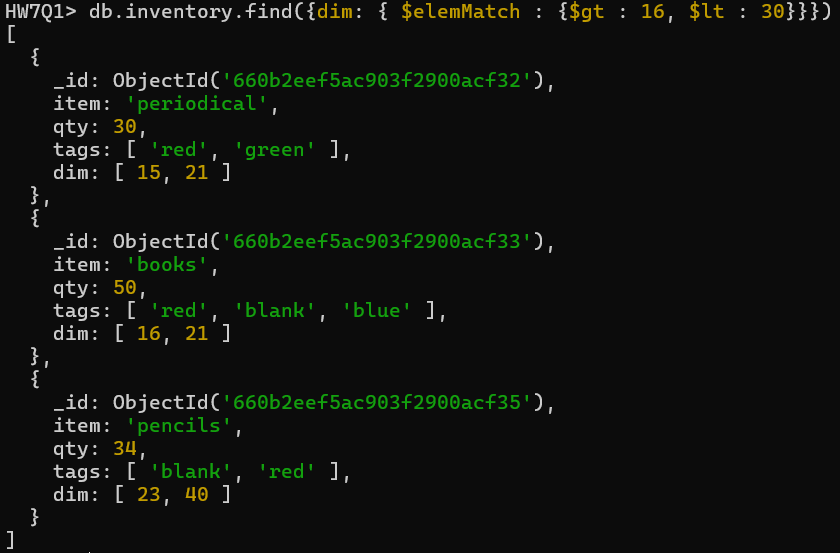 HW7Q1> db.inventory.find({dim: { $elemMatch : {$gt : 16, $lt : 30}}})
[
  {
    _id: ObjectId('660b2eef5ac903f2900acf32'),
    item: 'periodical',
    qty: 30,
    tags: [ 'red', 'green' ],
    dim: [ 15, 21 ]
  },
  {
    _id: ObjectId('660b2eef5ac903f2900acf33'),
    item: 'books',
    qty: 50,
    tags: [ 'red', 'blank', 'blue' ],
    dim: [ 16, 21 ]
  },
  {
    _id: ObjectId('660b2eef5ac903f2900acf35'),
    item: 'pencils',
    qty: 34,
    tags: [ 'blank', 'red' ],
    dim: [ 23, 40 ]
  }
]